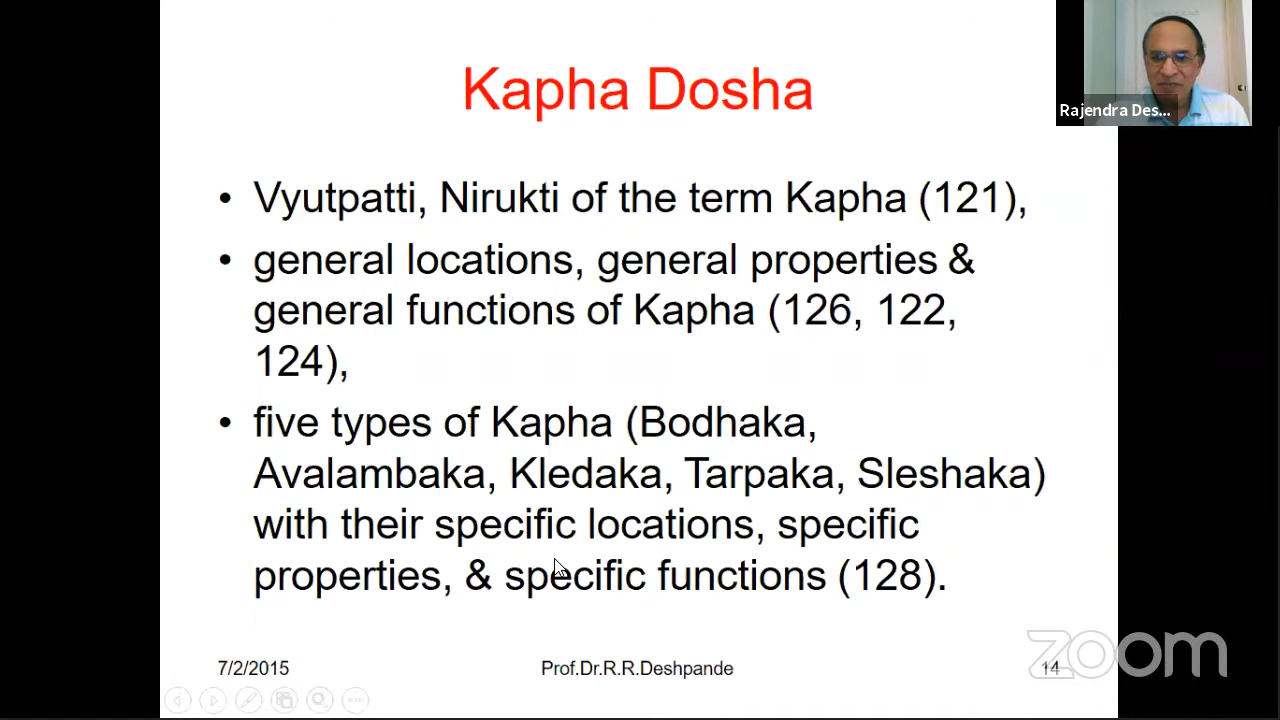 Kapha Dosha
Rajendra Des...
• Vyutpatti, Nirukti of the term Kapha (121),
• general locations, general properties &
general functions of Kapha (126, 122,
124),
• five types of Kapha (Bodhaka,
Avalambaka, Kledaka, Tarpaka, Sleshaka)
with their specific locations, specific
properties, & specific functions (128).
7/2/2015
Prof.Dr.R.R.Deshpande
14
zoom